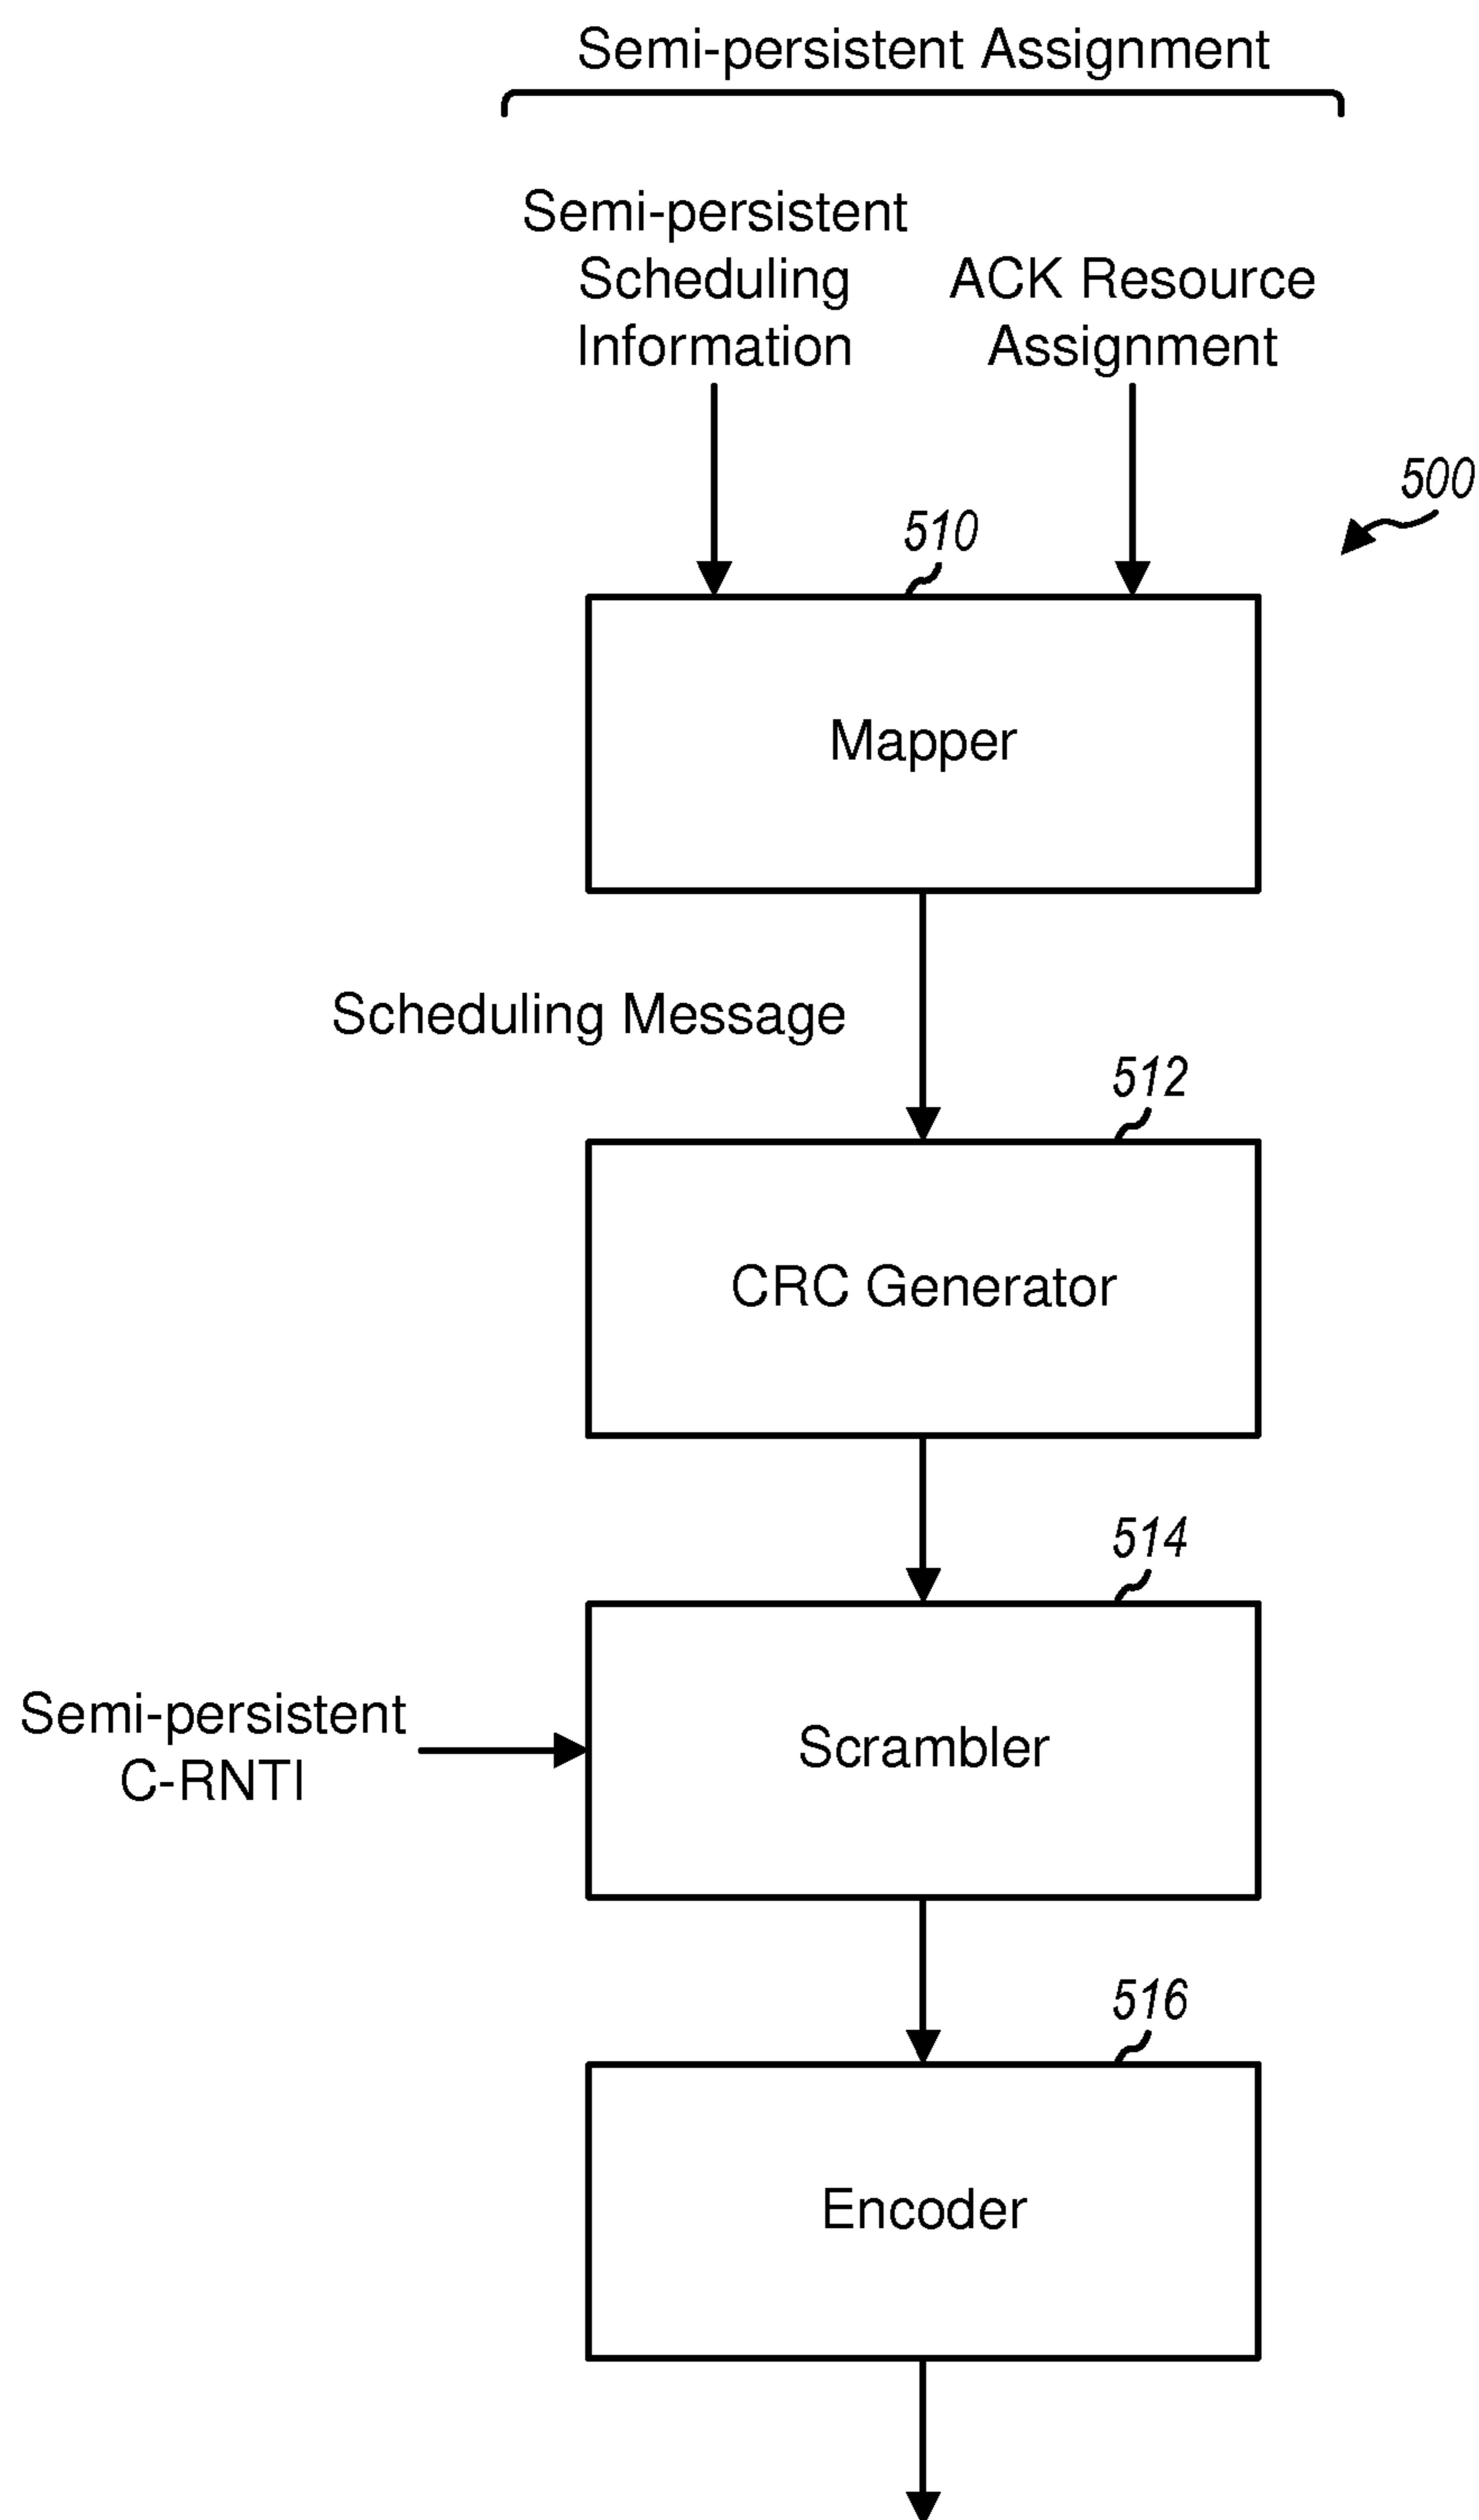 Semi-persistent Assignment
Semi-persistent
Scheduling
Information
ACK Resource
Assignment
500
510
Mapper
Scheduling Message
512
CRC Generator
514
Semi-persistent
C-RNTI
Scrambler
516
Encoder